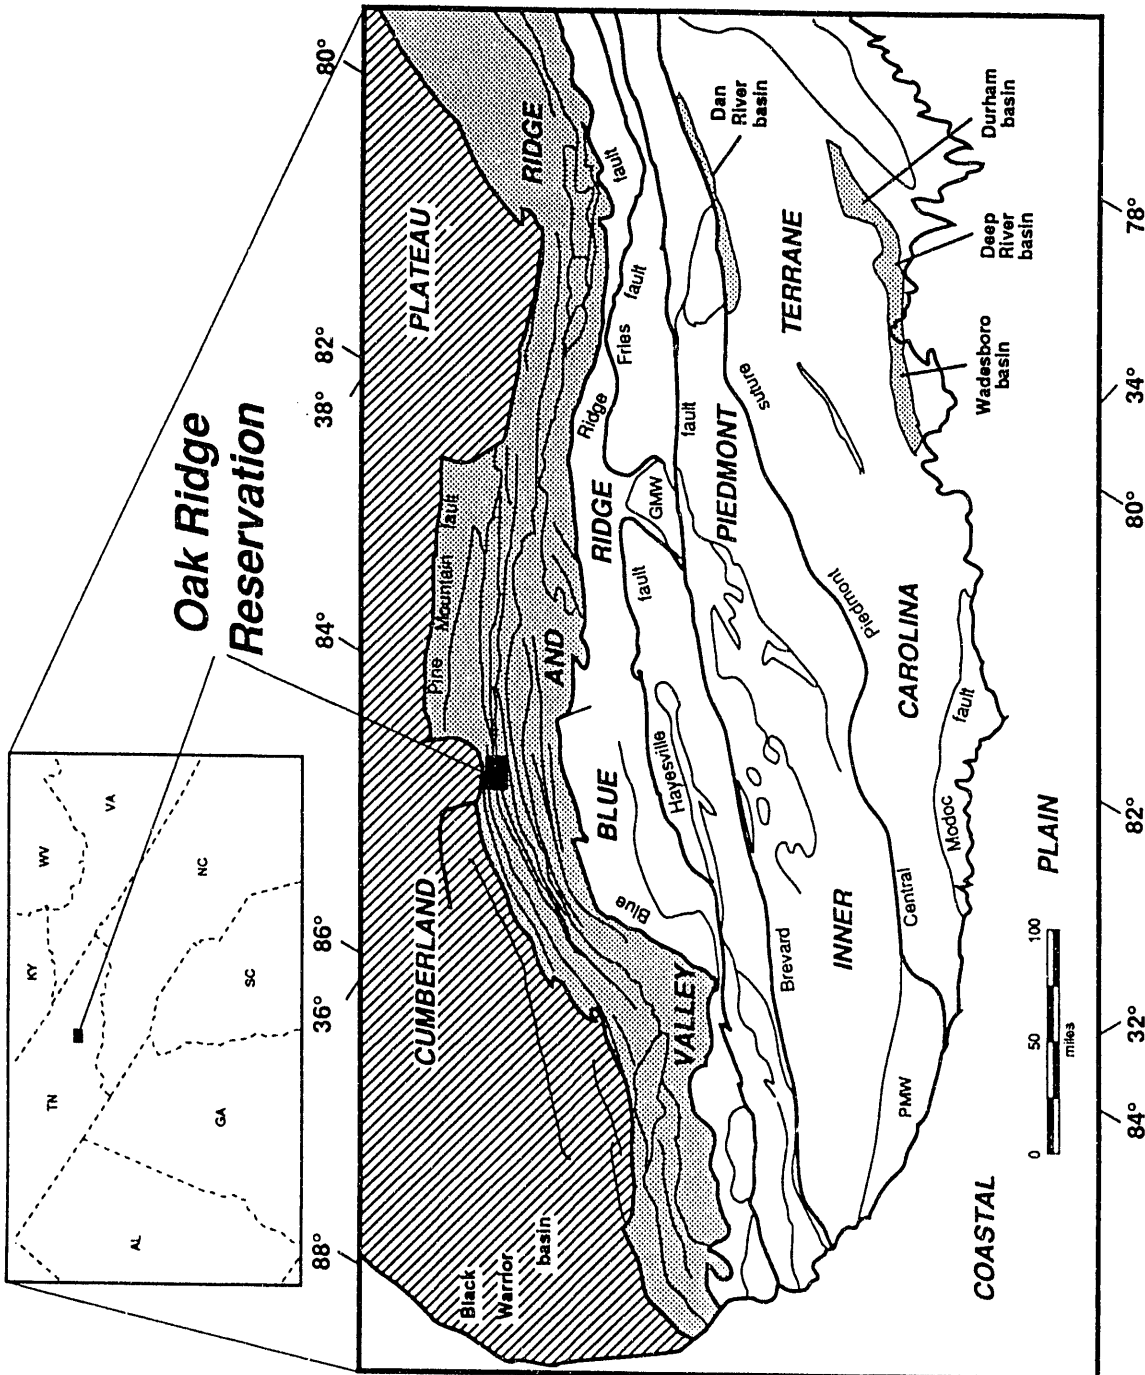 Oak Ridge
Reservation
WV
VA
KY
TN
NC
SC
GA
AL
88°
86°
36°
84°
38°
82°
80°
CUMBERLAND
PLATEAU
Black
Warrior
basin
Pine Mountain fault
VALLEY
AND
RIDGE
Blue
Ridge
fault
BLUE
RIDGE
Hayesville
fault
Fries
fault
GMW
Brevard
fault
INNER
PIEDMONT
Dan
River
basin
Central
Piedmont
suture
CAROLINA
TERRANE
PMW
Modoc
fault
Wadesboro
basin
Deep
River
basin
Durham
basin
COASTAL
PLAIN
0
50
100
miles
84°
32°
82°
80°
34°
78°